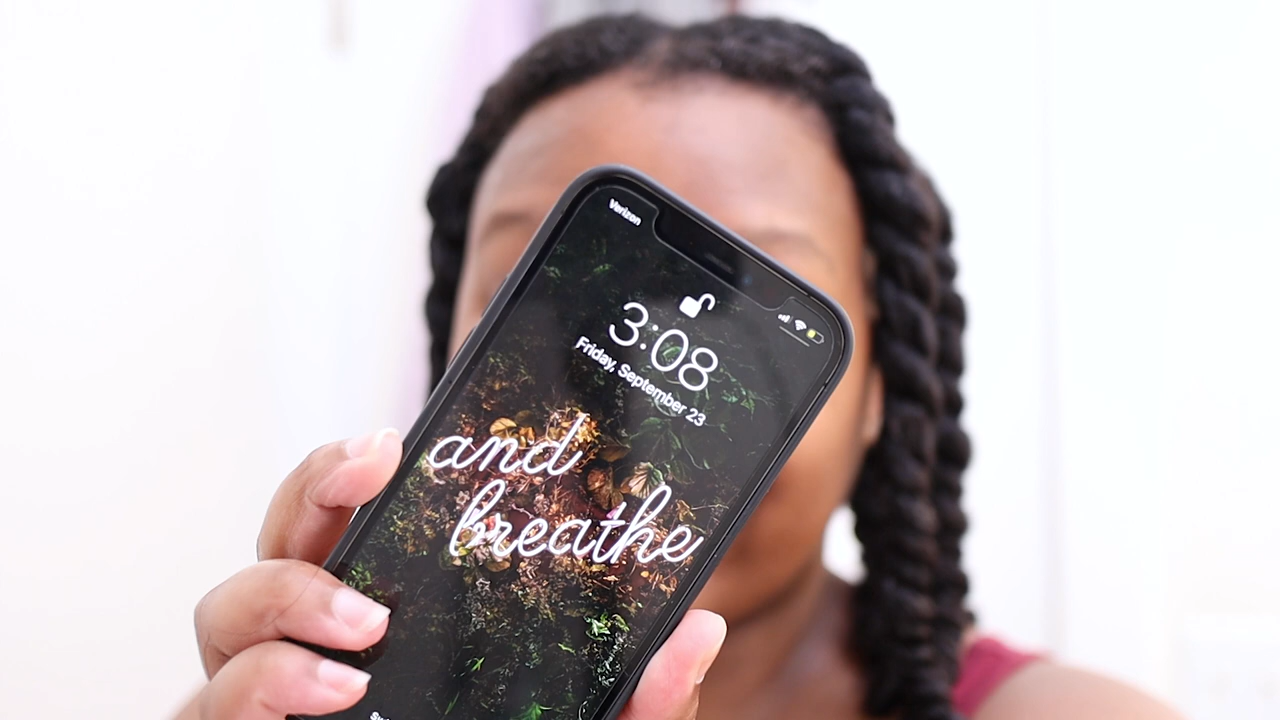 Verizon
3:08
Friday, September 23
and
breathe